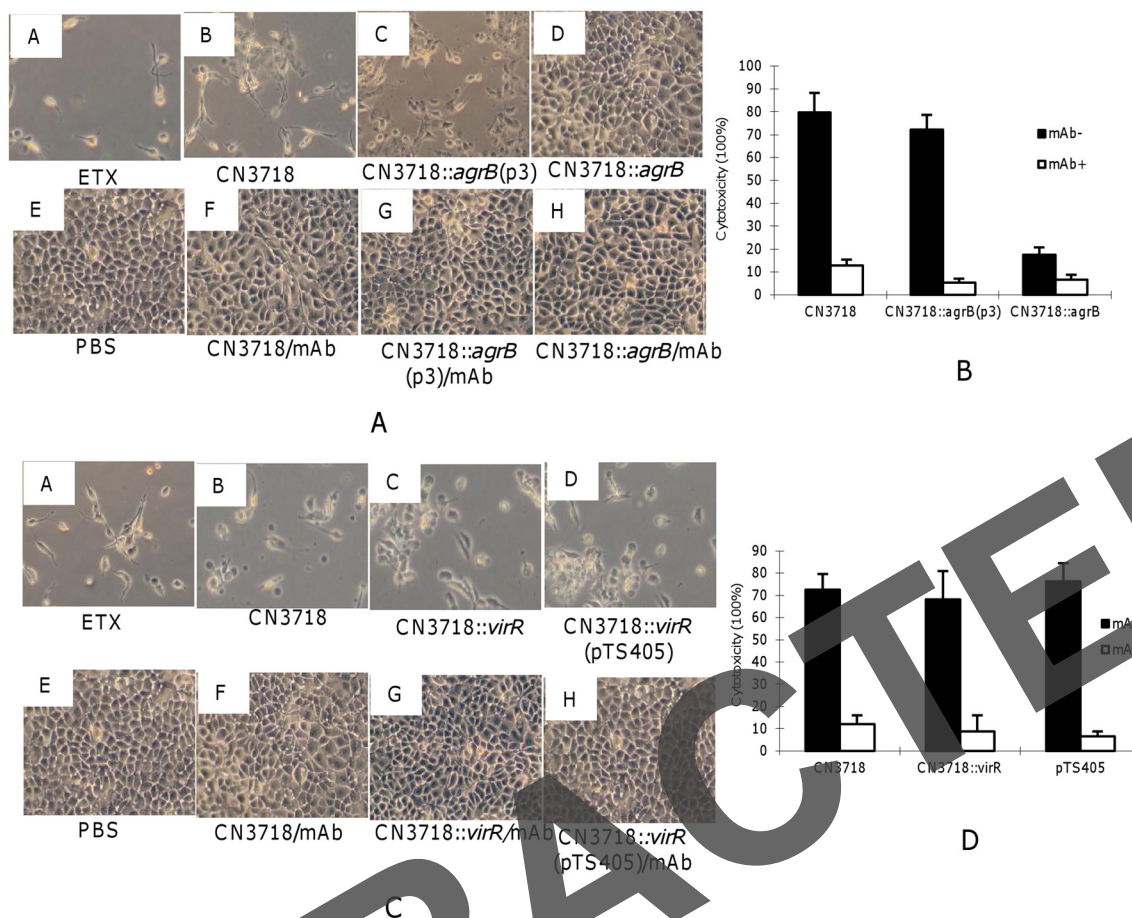 A
B
C
D
ETX
CN3718
CN3718::agrB(p3)
CN3718::agrB
E
F
G
H
PBS
CN3718/mAb
CN3718::agrB
(p3)/mAb
CN3718::agrB/mAb
A
Cytotoxicity (100%)
100
90
80
70
60
50
40
30
20
10
0
mAb-
mAb+
CN3718
CN3718::agrB(p3)
CN3718::agrB
B
A
B
C
D
ETX
CN3718
CN3718::virR
CN3718::virR
(pTS405)
E
F
G
H
PBS
CN3718/mAb
CN3718::virR/mAb
CN3718::virR
(pTS405)/mAb
C
Cytotoxicity (100%)
90
80
70
60
50
40
30
20
10
0
CN3718
CN3718::virR
pTS405
D